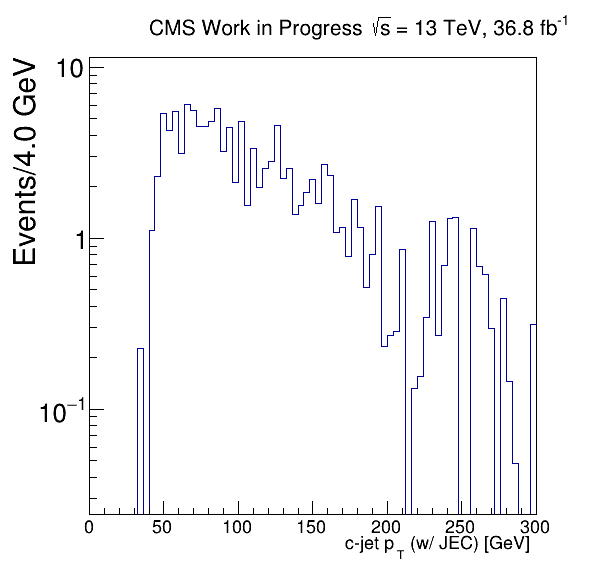 CMS Work in Progress √s = 13 TeV, 36.8 fb⁻¹
Events/4.0 GeV
10
1
10⁻¹
0 50 100 150 200 250 300
c-jet p_T (w/ JEC) [GeV]